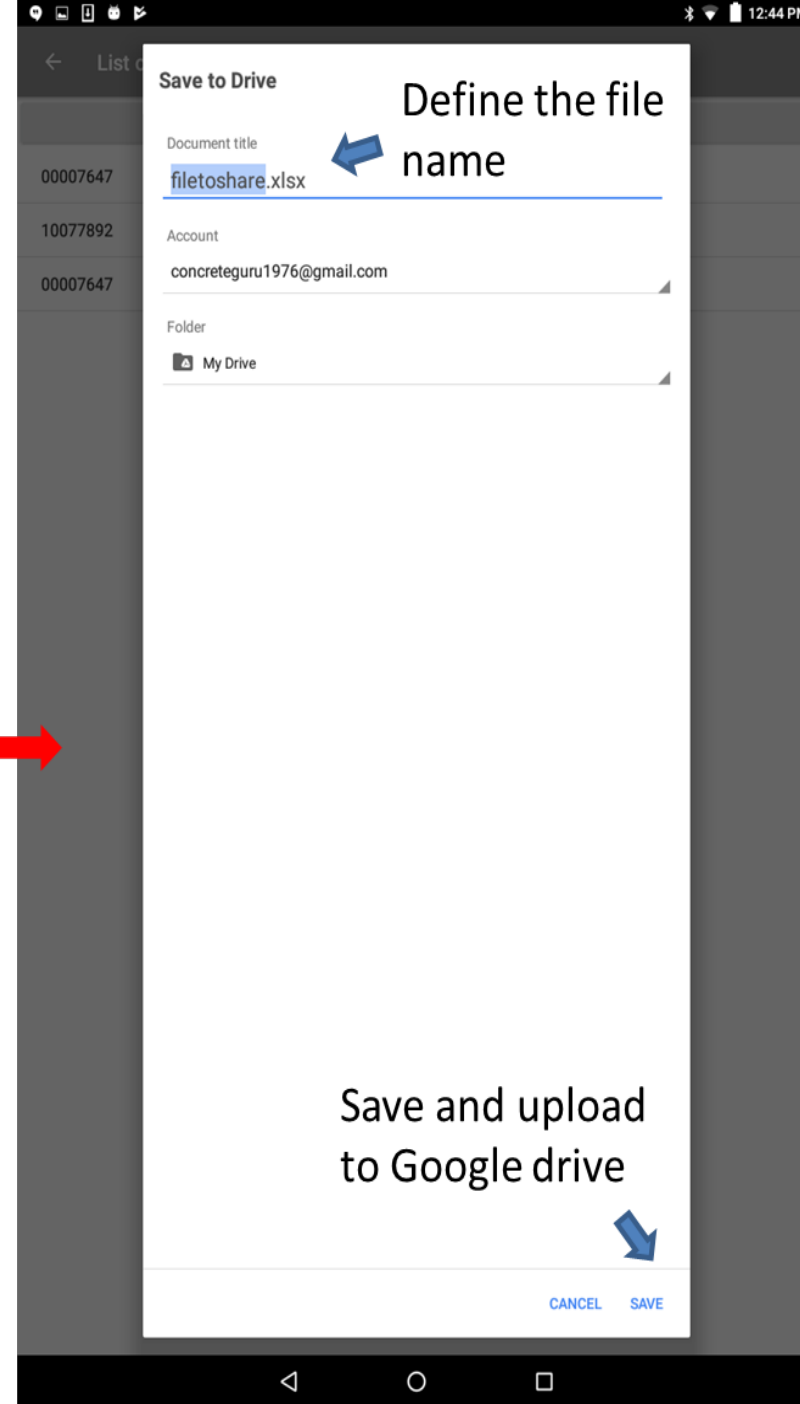 12:44 PM
List
Save to Drive
Define the file
name
Document title
filetoshare.xlsx
Account
concreteguru1976@gmail.com
Folder
My Drive
00007647
10077892
00007647
Save and upload
to Google drive
CANCEL SAVE